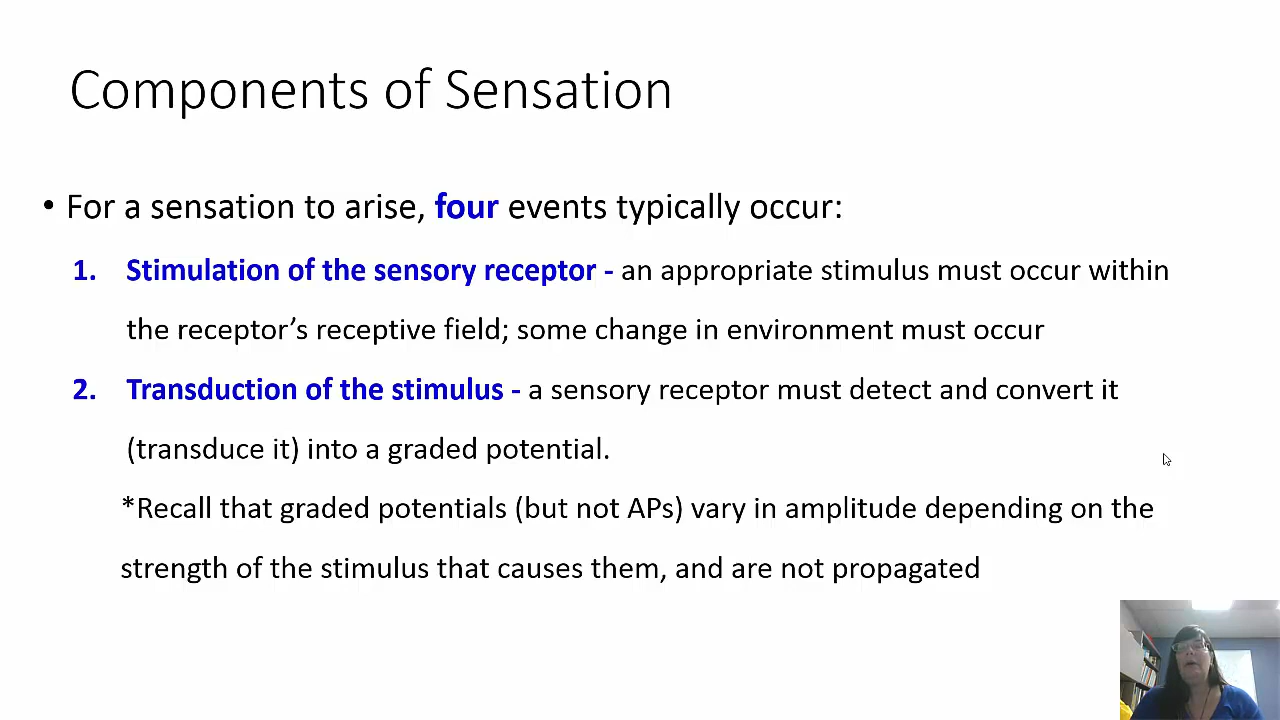 Components of Sensation
• For a sensation to arise, four events typically occur:
1. Stimulation of the sensory receptor - an appropriate stimulus must occur within
the receptor’s receptive field; some change in environment must occur
2. Transduction of the stimulus - a sensory receptor must detect and convert it
(transduce it) into a graded potential.
*Recall that graded potentials (but not APs) vary in amplitude depending on the
strength of the stimulus that causes them, and are not propagated